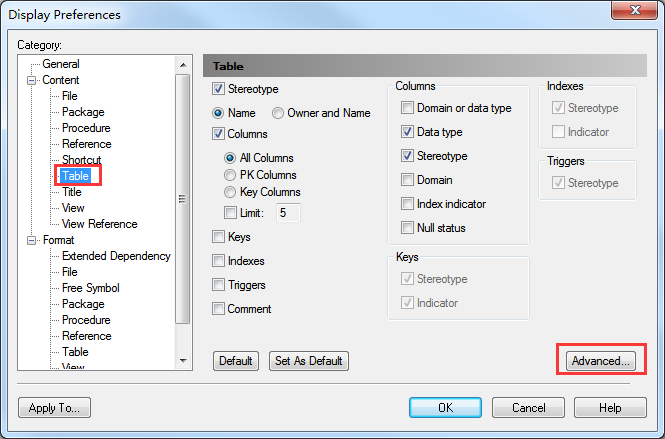 Display Preferences
Category:
General
Content
File
Package
Procedure
Reference
Shortcut
Table
Title
View
View Reference
Format
Extended Dependency
File
Free Symbol
Package
Procedure
Reference
Table
View
Table
Stereotype
Name Owner and Name
Columns
All Columns
PK Columns
Key Columns
Limit: 5
Keys
Indexes
Triggers
Comment
Columns
Domain or data type
Data type
Stereotype
Domain
Index indicator
Null status
Keys
Stereotype
Indicator
Indexes
Stereotype
Indicator
Triggers
Stereotype
Default Set As Default Advanced...
Apply To... OK Cancel Help